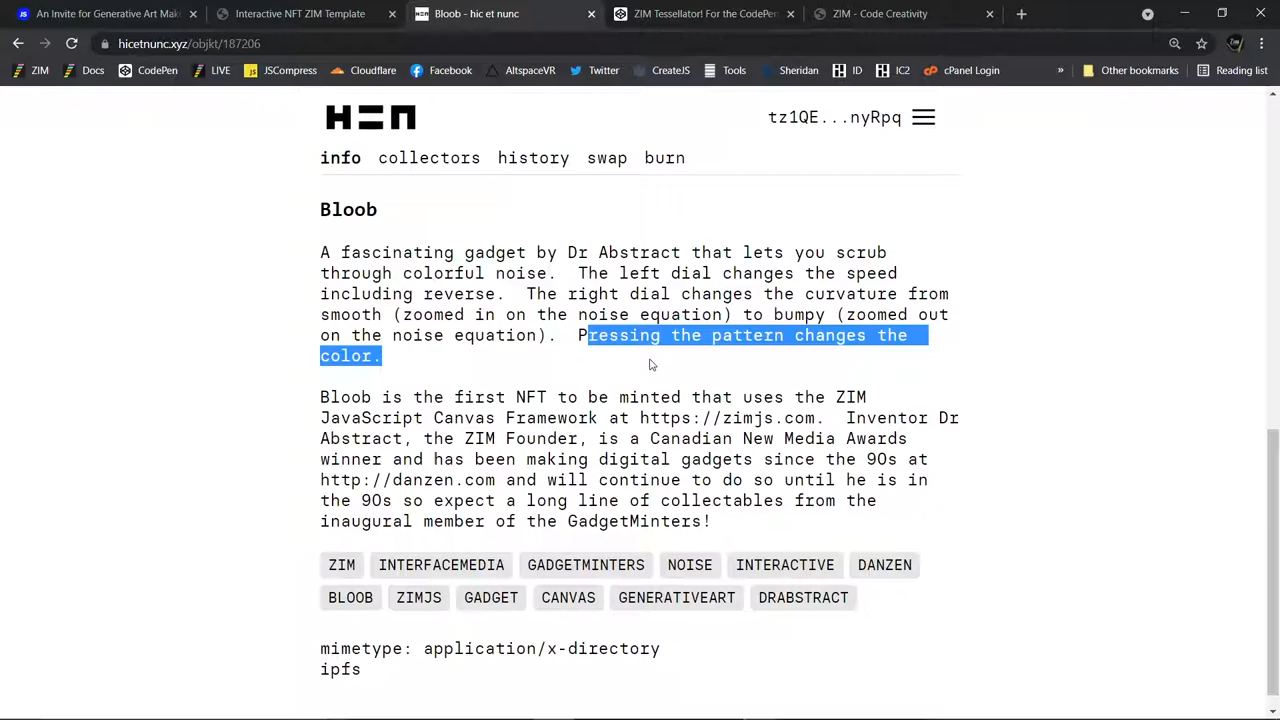 An Invite for Generative Art Mak
Interactive NFT ZIM Template
Bloob - hic et nunc
ZIM Tessellator! For the CodePen
ZIM - Code Creativity
hicetnunc.xyz/objkt/187206
ZIM
Docs
CodePen
LIVE
JSCompress
Cloudflare
Facebook
AltspaceVR
Twitter
CreateJS
Tools
Sheridan
ID
IC2
cPanel Login
»
Other bookmarks
Reading list
tz1QE...nyRpq
info collectors history swap burn
Bloob
A fascinating gadget by Dr Abstract that lets you scrub
through colorful noise. The left dial changes the speed
including reverse. The right dial changes the curvature from
smooth (zoomed in on the noise equation) to bumpy (zoomed out
on the noise equation). Pressing the pattern changes the
color.
Bloob is the first NFT to be minted that uses the ZIM
JavaScript Canvas Framework at https://zimjs.com. Inventor Dr
Abstract, the ZIM Founder, is a Canadian New Media Awards
winner and has been making digital gadgets since the 90s at
http://danzen.com and will continue to do so until he is in
the 90s so expect a long line of collectables from the
inaugural member of the GadgetMinters!
ZIM INTERFACEMEDIA GADGETMINTERS NOISE INTERACTIVE DANZEN
BLOOB ZIMJS GADGET CANVAS GENERATIVEART DRABSTRACT
mimetype: application/x-directory
ipfs